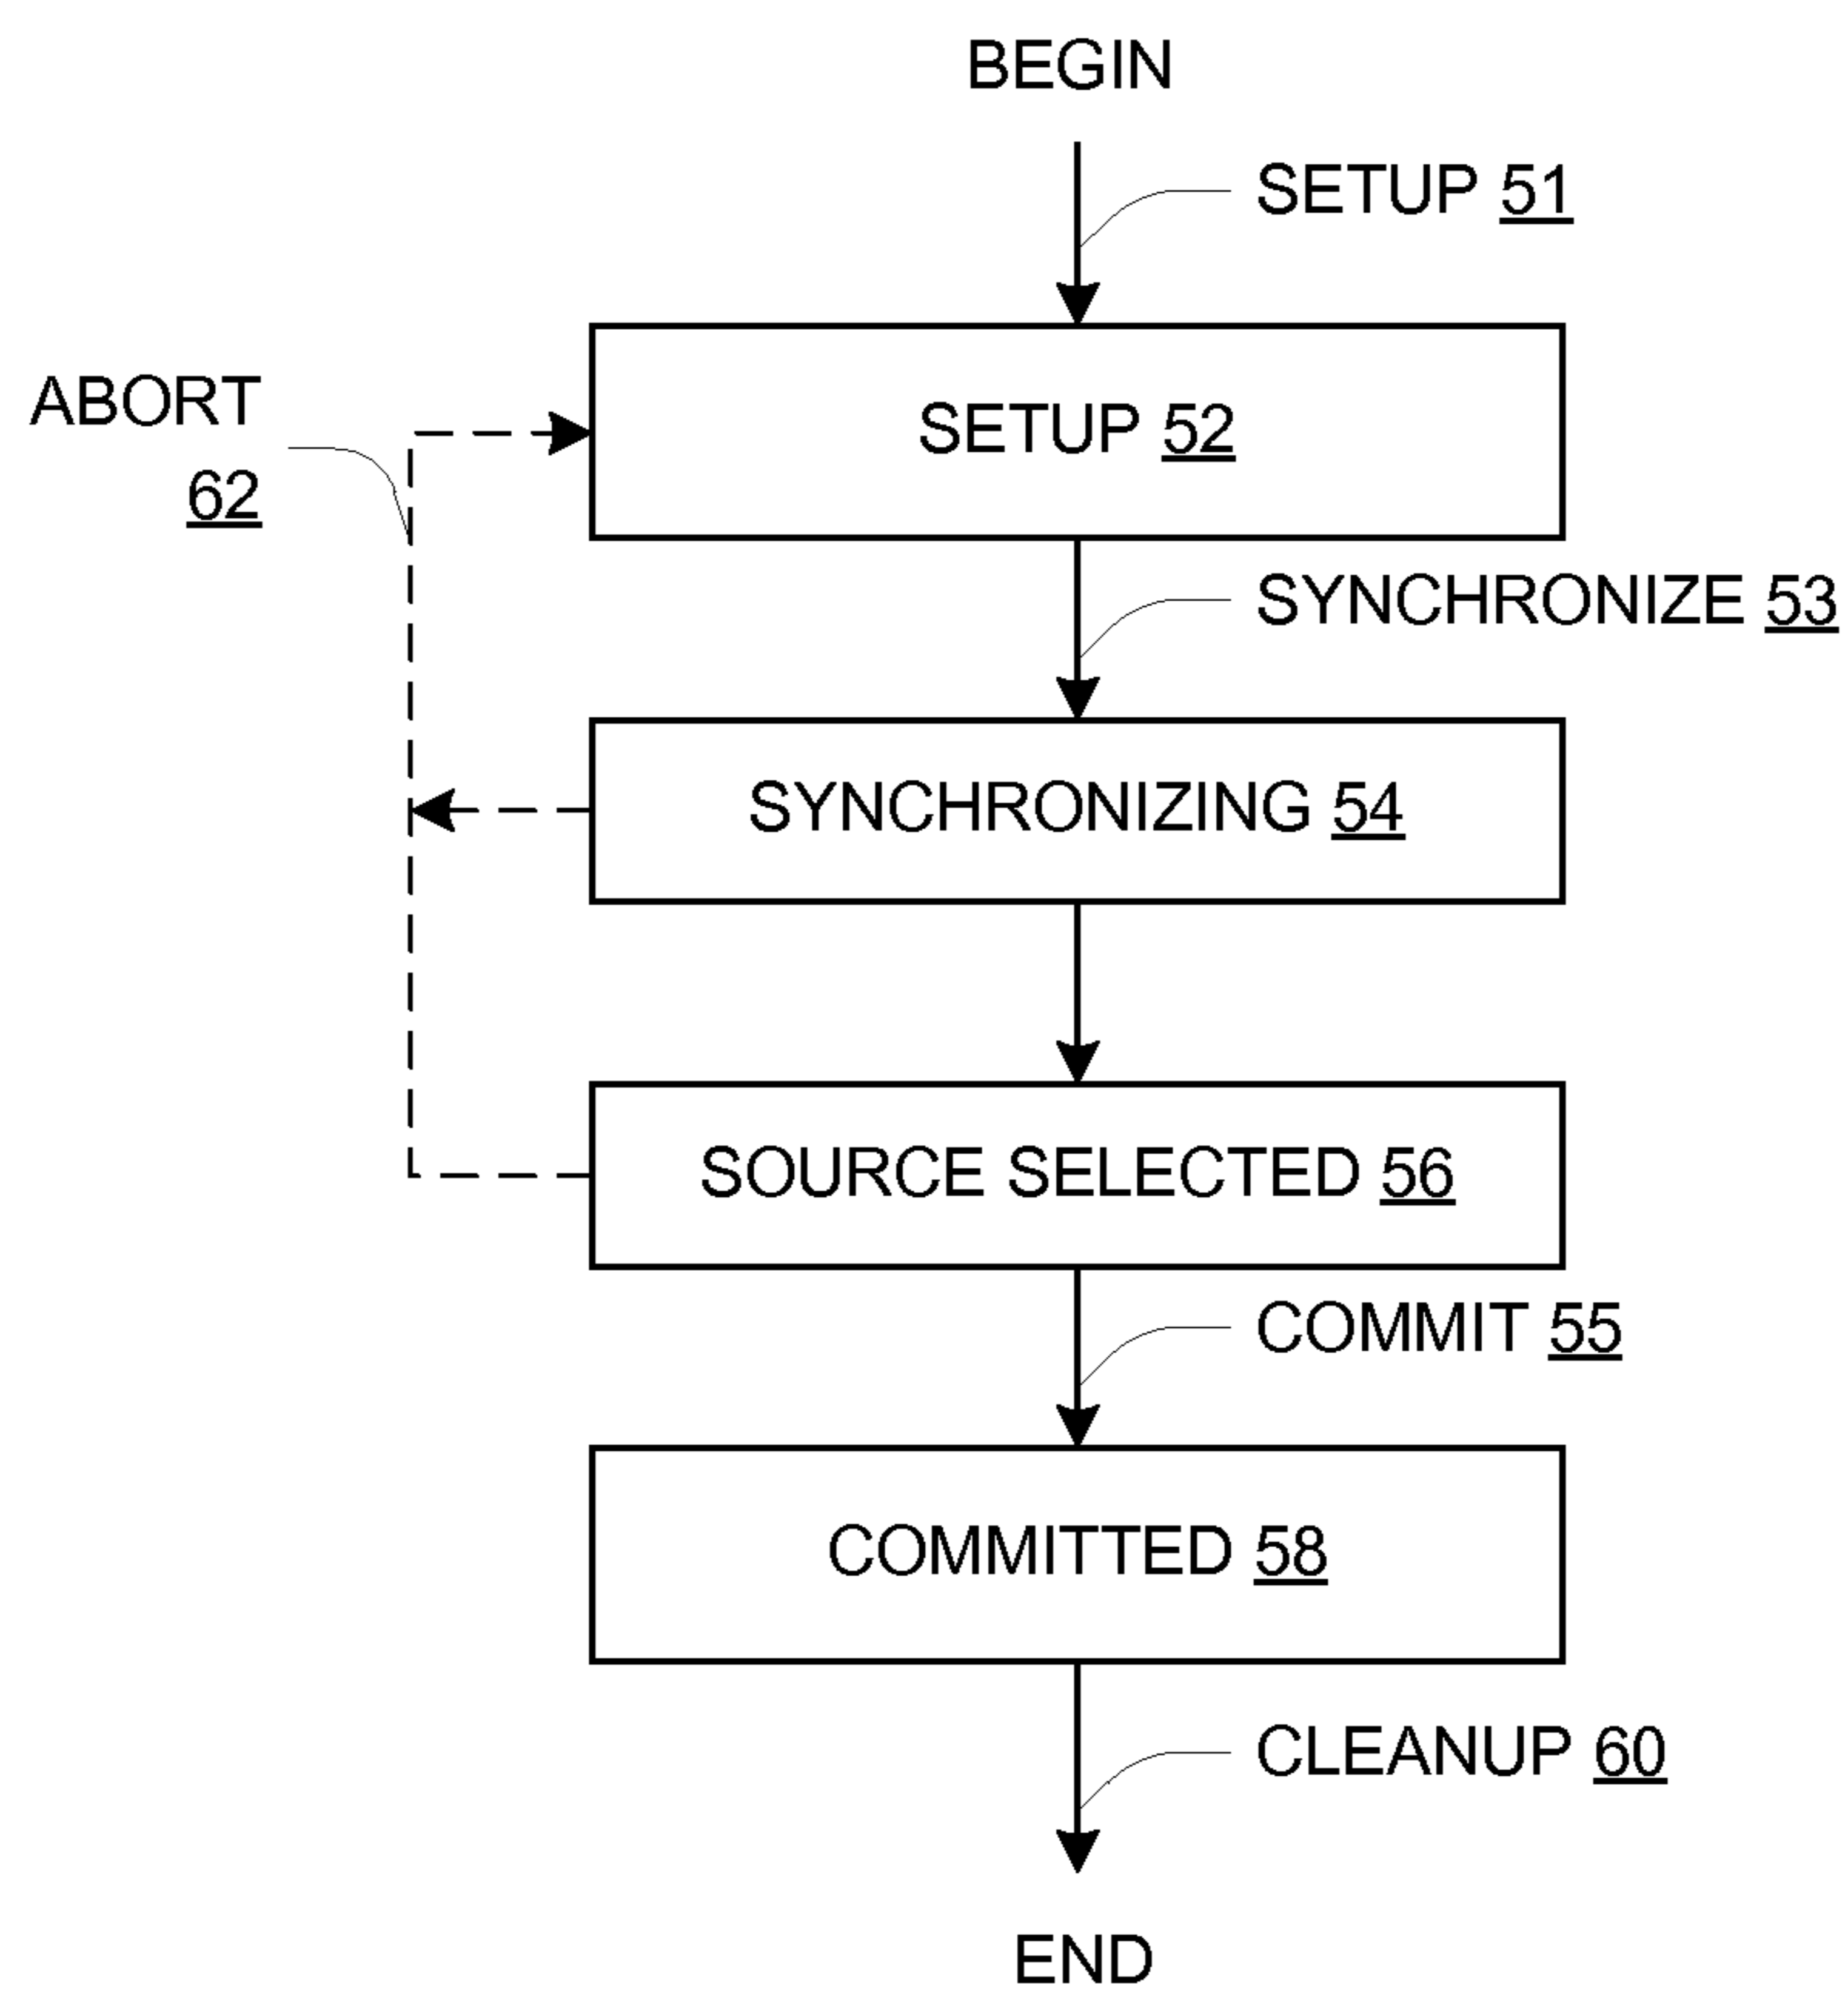 BEGIN
SETUP 51
ABORT
62
SETUP 52
SYNCHRONIZE 53
SYNCHRONIZING 54
SOURCE SELECTED 56
COMMIT 55
COMMITTED 58
CLEANUP 60
END